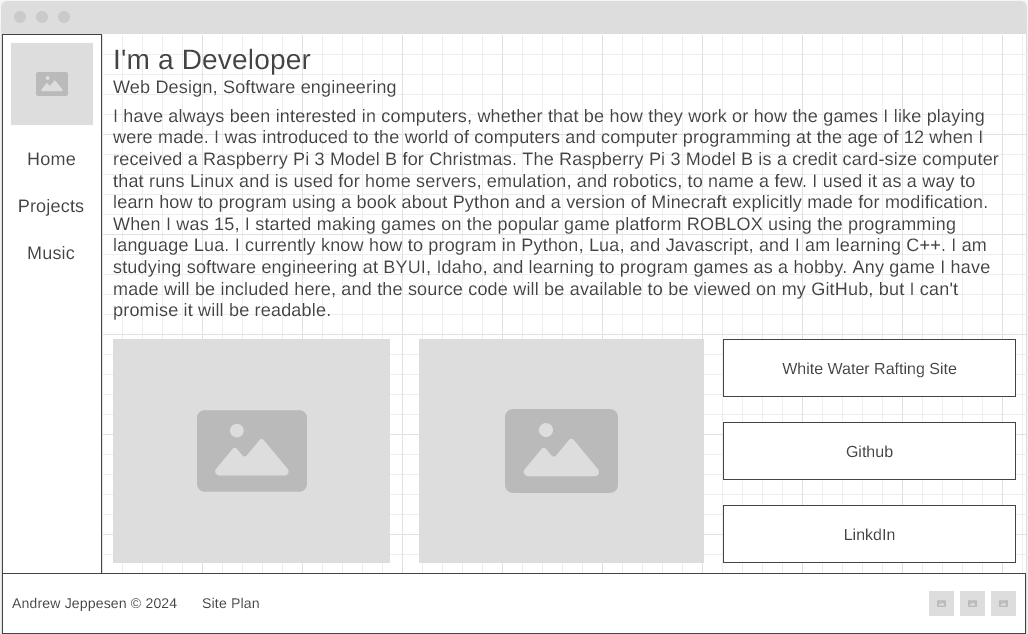 Home
Projects
Music
I'm a Developer
Web Design, Software engineering
I have always been interested in computers, whether that be how they work or how the games I like playing
were made. I was introduced to the world of computers and computer programming at the age of 12 when I
received a Raspberry Pi 3 Model B for Christmas. The Raspberry Pi 3 Model B is a credit card-size computer
that runs Linux and is used for home servers, emulation, and robotics, to name a few. I used it as a way to
learn how to program using a book about Python and a version of Minecraft explicitly made for modification.
When I was 15, I started making games on the popular game platform ROBLOX using the programming
language Lua. I currently know how to program in Python, Lua, and Javascript, and I am learning C++. I am
studying software engineering at BYUI, Idaho, and learning to program games as a hobby. Any game I have
made will be included here, and the source code will be available to be viewed on my GitHub, but I can't
promise it will be readable.
White Water Rafting Site
Github
LinkdIn
Andrew Jeppesen © 2024 Site Plan